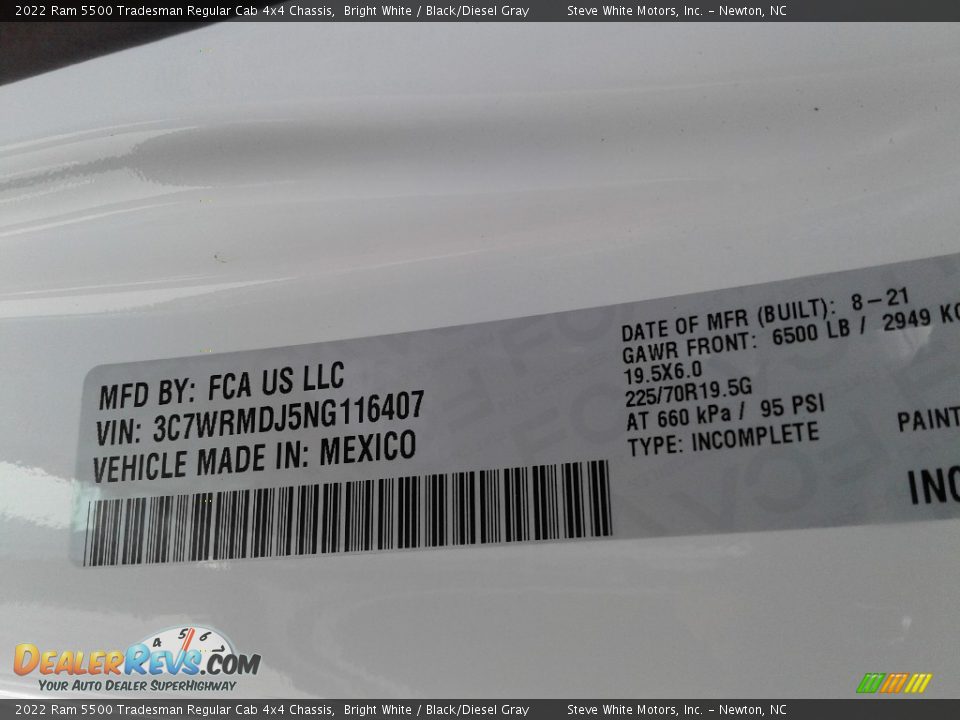 2022 Ram 5500 Tradesman Regular Cab 4x4 Chassis, Bright White / Black/Diesel Gray Steve White Motors, Inc. - Newton, NC
MFD BY: FCA US LLC
VIN: 3C7WRMDJ5NG116407
VEHICLE MADE IN: MEXICO
DATE OF MFR (BUILT): 8-21
GAWR FRONT: 6500 LB / 2949 KG
19.5X6.0
225/70R19.5G
AT 660 kPa / 95 PSI
TYPE: INCOMPLETE
PAINT
INC
4 5 6
DEALERREVS.COM
YOUR AUTO DEALER SUPERHIGHWAY
2022 Ram 5500 Tradesman Regular Cab 4x4 Chassis, Bright White / Black/Diesel Gray Steve White Motors, Inc. - Newton, NC